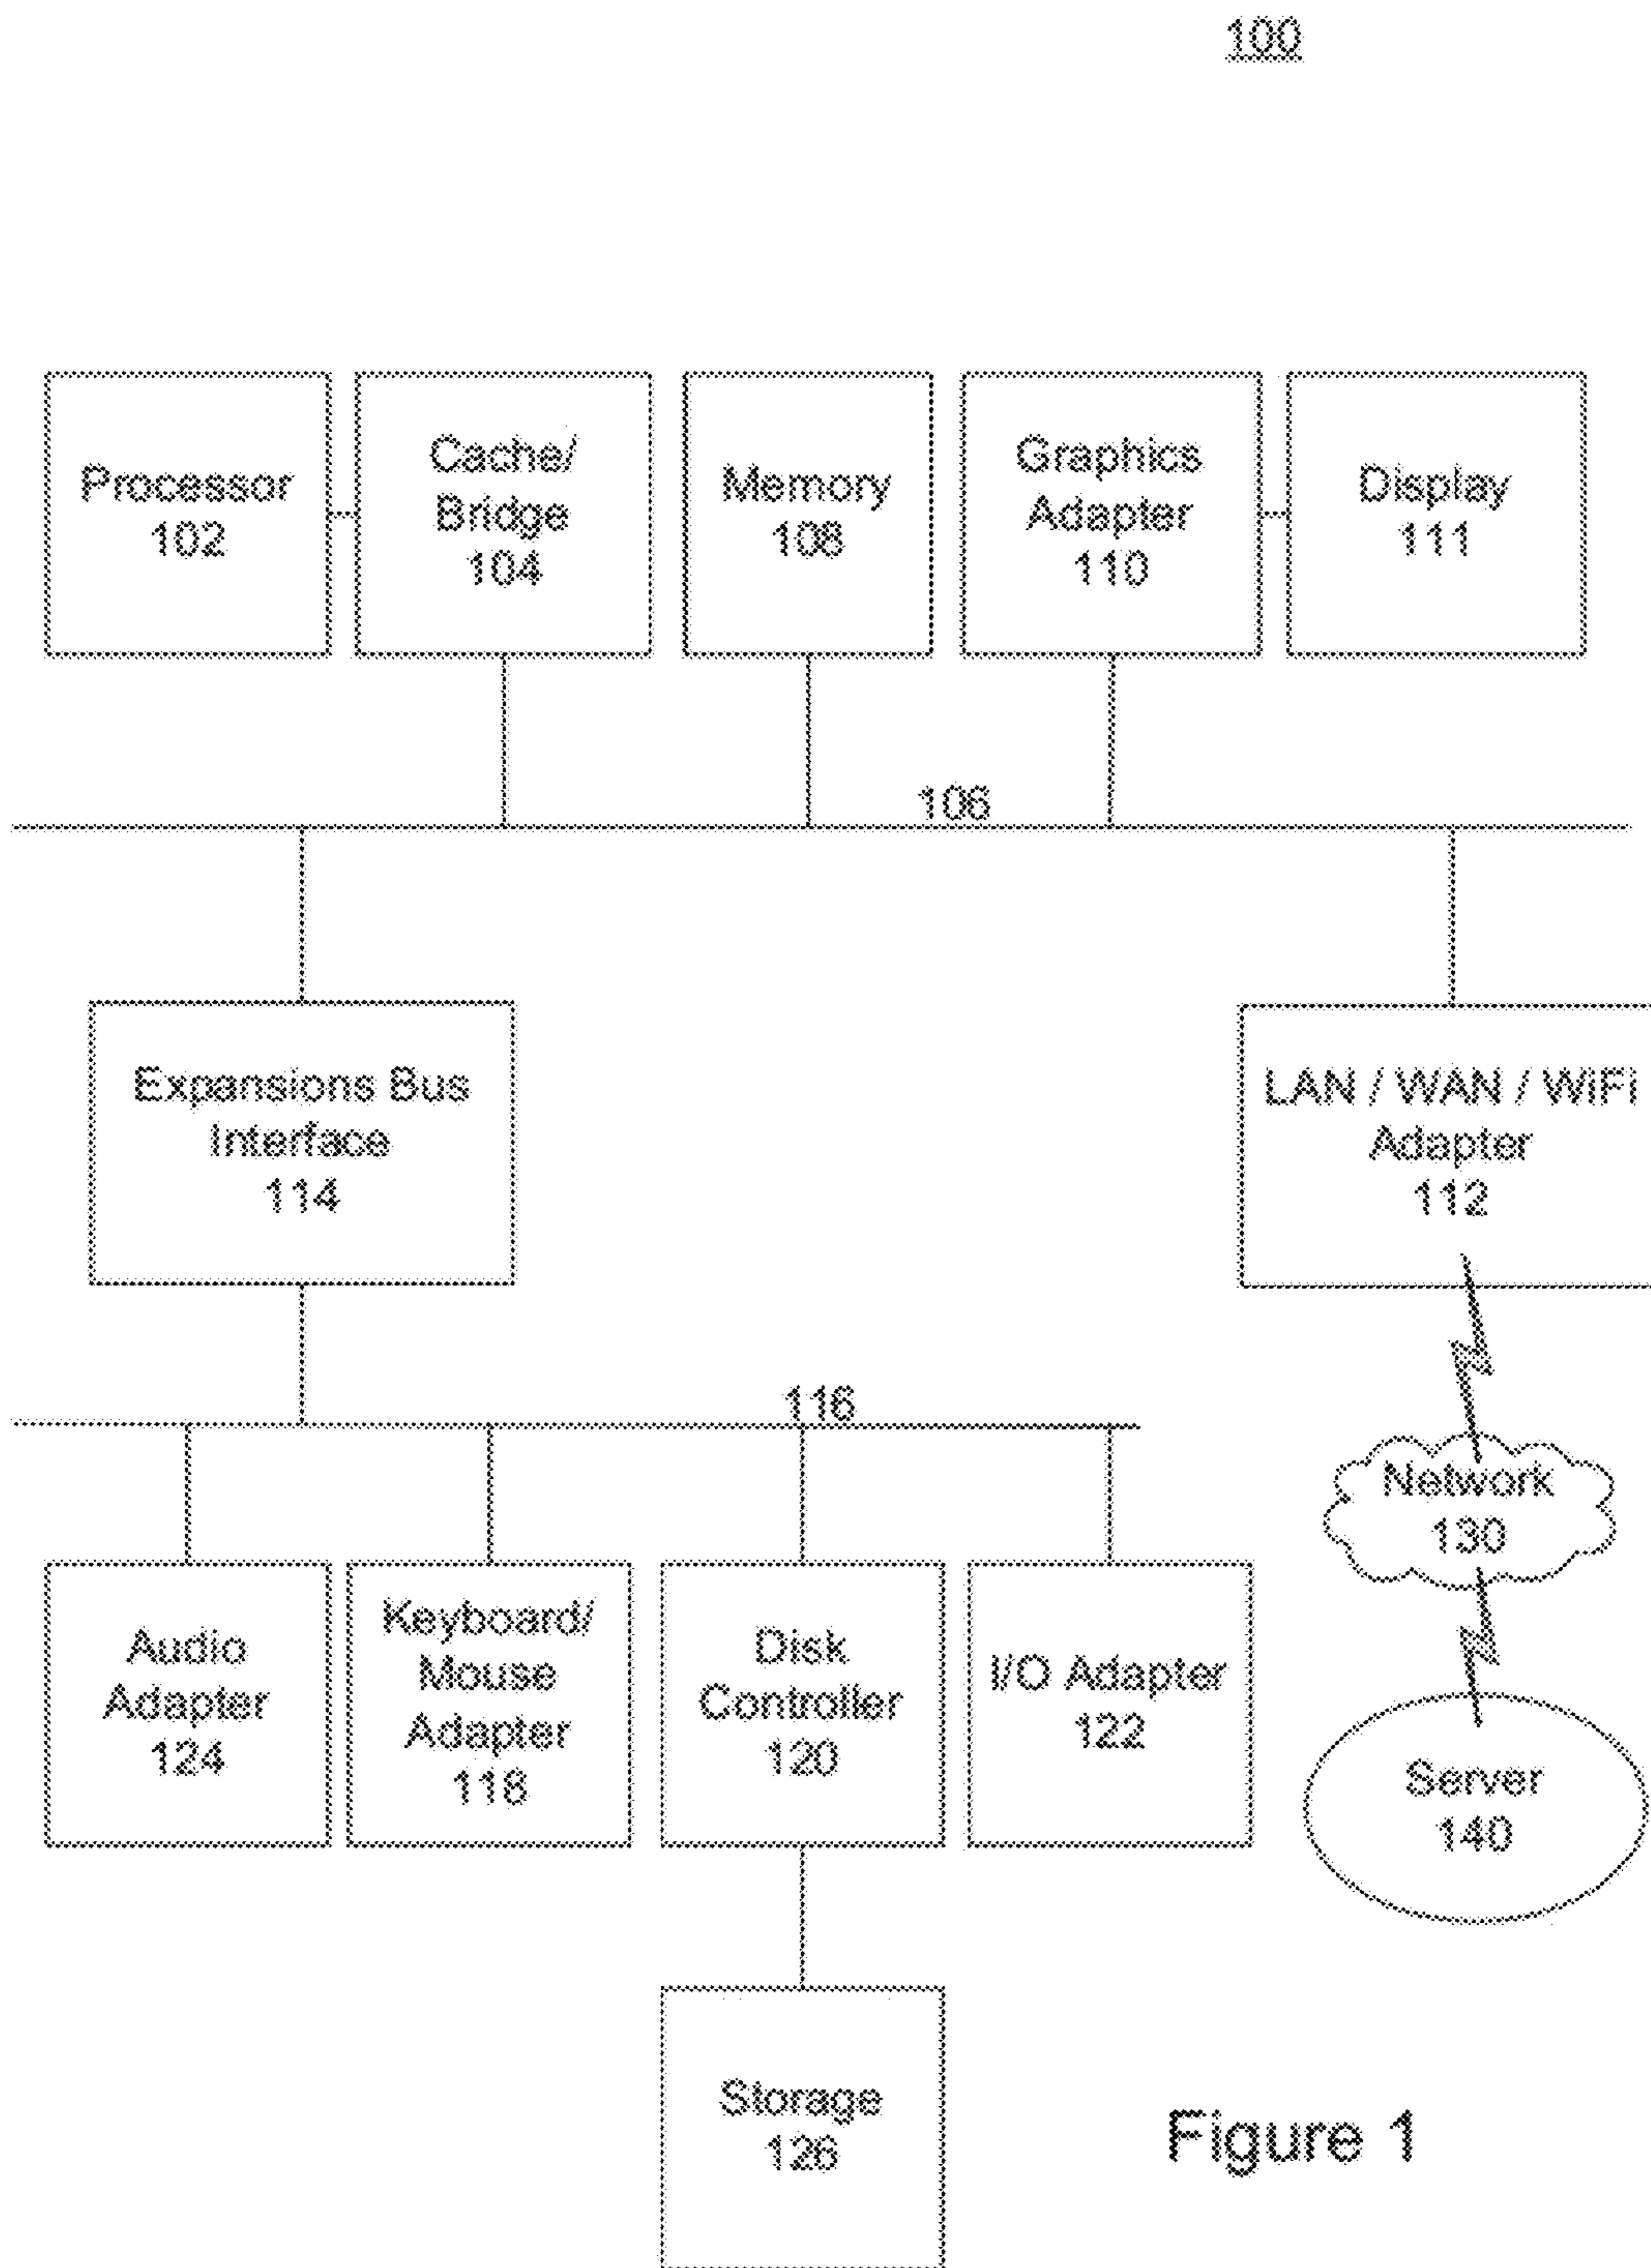 100
Processor
102
Cache/
Bridge
104
Memory
108
Graphics
Adapter
110
Display
111
106
Expansions Bus
Interface
114
LAN / WAN / WiFi
Adapter
112
116
Network
130
Audio
Adapter
124
Keyboard/
Mouse
Adapter
118
Disk
Controller
120
I/O Adapter
122
Server
140
Storage
126
Figure 1